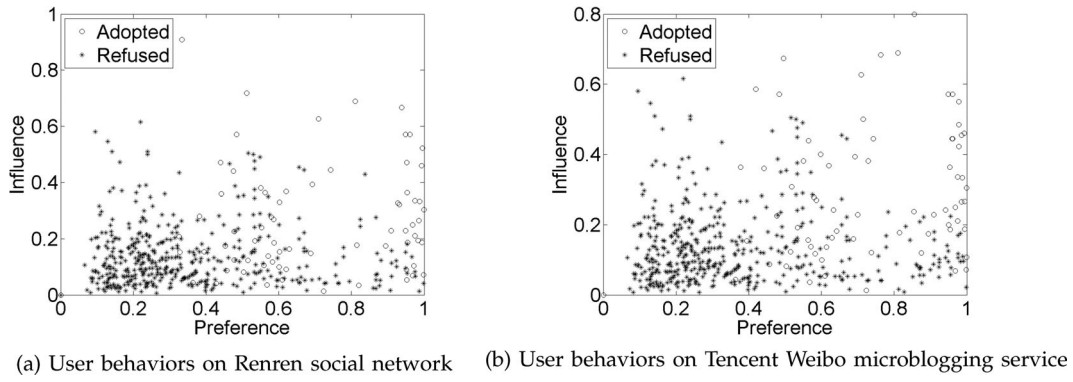 1
0.8
0.6
0.4
0.2
0
Influence
○ Adopted
* Refused
0 0.2 0.4 0.6 0.8 1
Preference
(a) User behaviors on Renren social network
0.8
0.6
0.4
0.2
0
Influence
○ Adopted
* Refused
0 0.2 0.4 0.6 0.8 1
Preference
(b) User behaviors on Tencent Weibo microblogging service